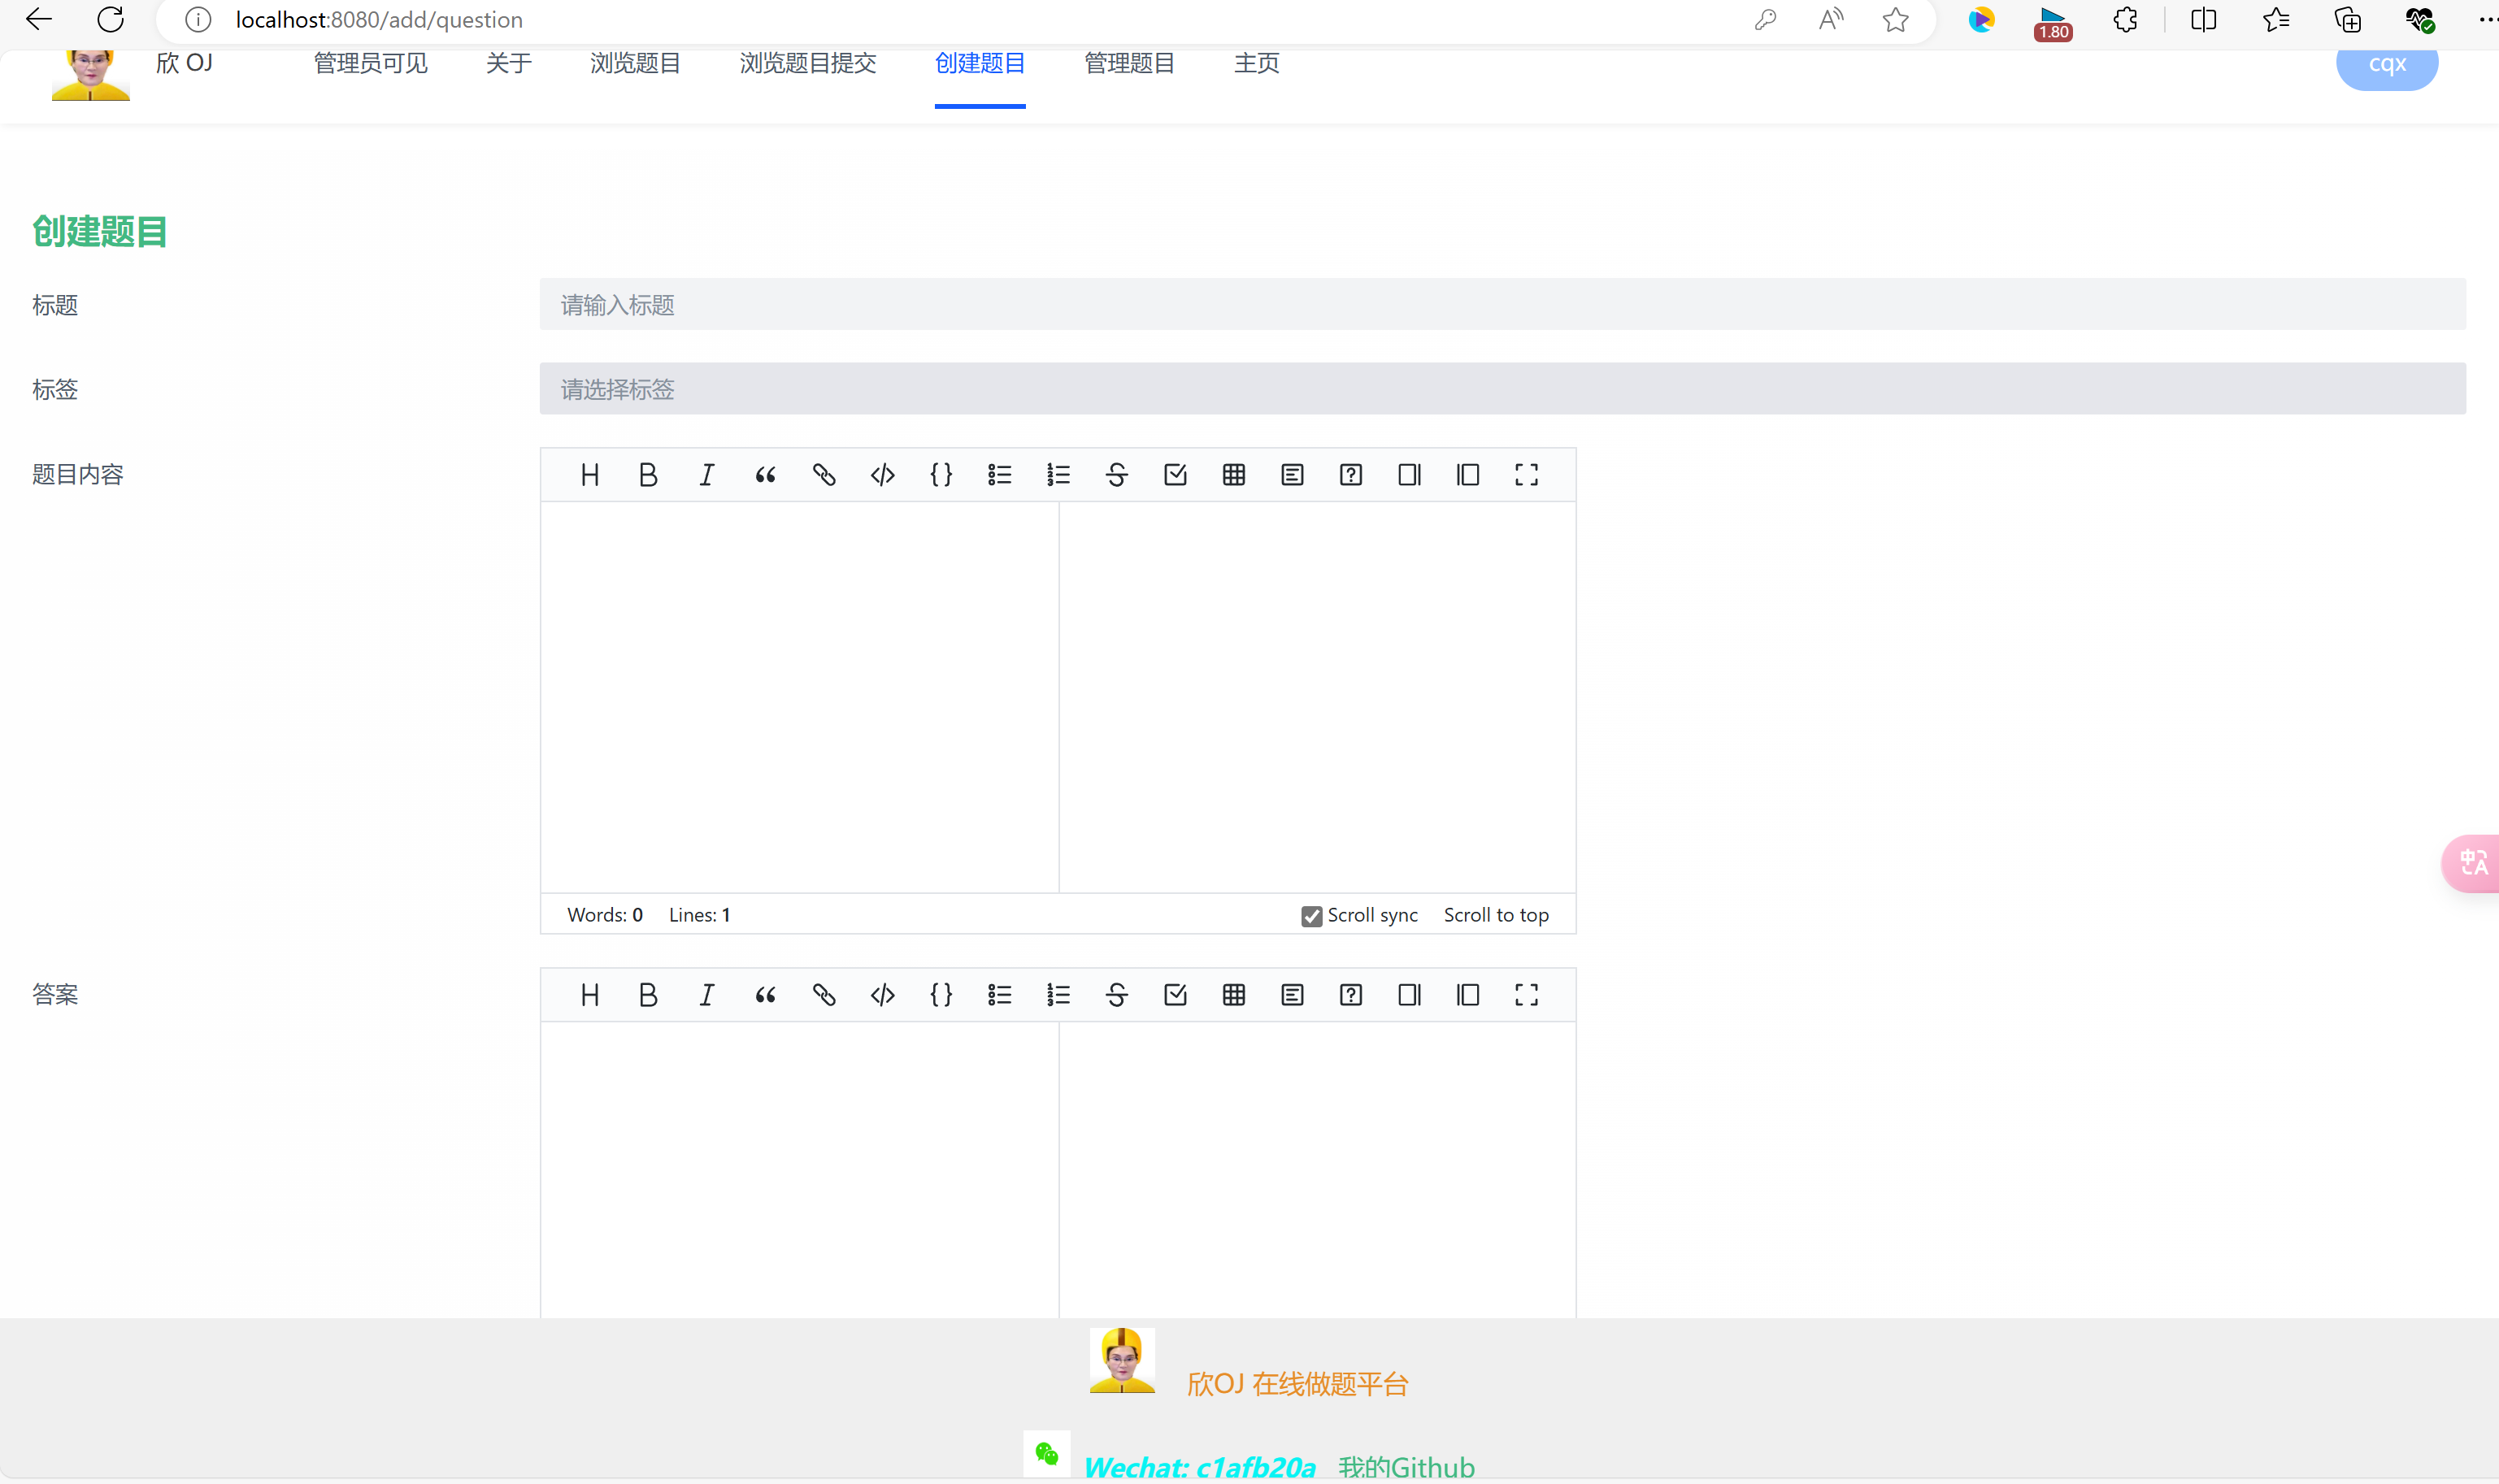 localhost:8080/add/question
1.80
欣 OJ 管理员可见 关于 浏览题目 浏览题目提交 创建题目 管理题目 主页 cqx
创建题目
标题 请输入标题
标签 请选择标签
题目内容
Words: 0 Lines: 1 Scroll sync Scroll to top
答案
欣OJ 在线做题平台
Wechat: c1afb20a 我的Github